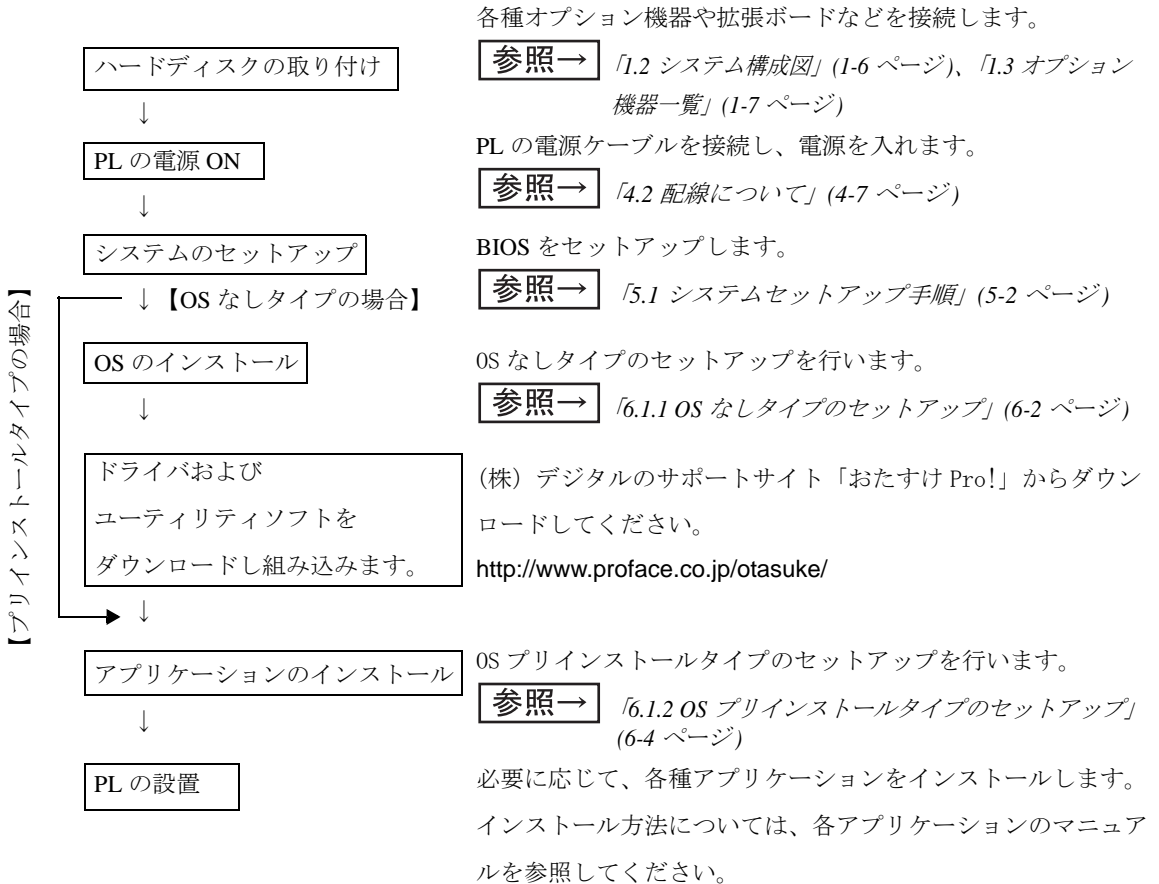 各種オプション機器や拡張ボードなどを接続します。
ハードディスクの取り付け
参照→ 「1.2 システム構成図」(1-6 ページ)、「1.3 オプション
機器一覧」(1-7 ページ)
↓
PL の電源 ON
PL の電源ケーブルを接続し、電源を入れます。
参照→ 「4.2 配線について」(4-7 ページ)
↓
システムのセットアップ
BIOS をセットアップします。
参照→ 「5.1 システムセットアップ手順」(5-2 ページ)
↓【OS なしタイプの場合】
【プリインストールタイプの場合】
OS のインストール
OS なしタイプのセットアップを行います。
参照→ 「6.1.1 OS なしタイプのセットアップ」(6-2 ページ)
↓
ドライバおよび
ユーティリティソフトを
ダウンロードし組み込みます。
(株) デジタルのサポートサイト「おたすけ Pro!」からダウン
ロードしてください。
http://www.proface.co.jp/otasuke/
↓
アプリケーションのインストール
OS プリインストールタイプのセットアップを行います。
参照→ 「6.1.2 OS プリインストールタイプのセットアップ」
(6-4 ページ)
↓
PL の設置
必要に応じて、各種アプリケーションをインストールします。
インストール方法については、各アプリケーションのマニュア
ルを参照してください。